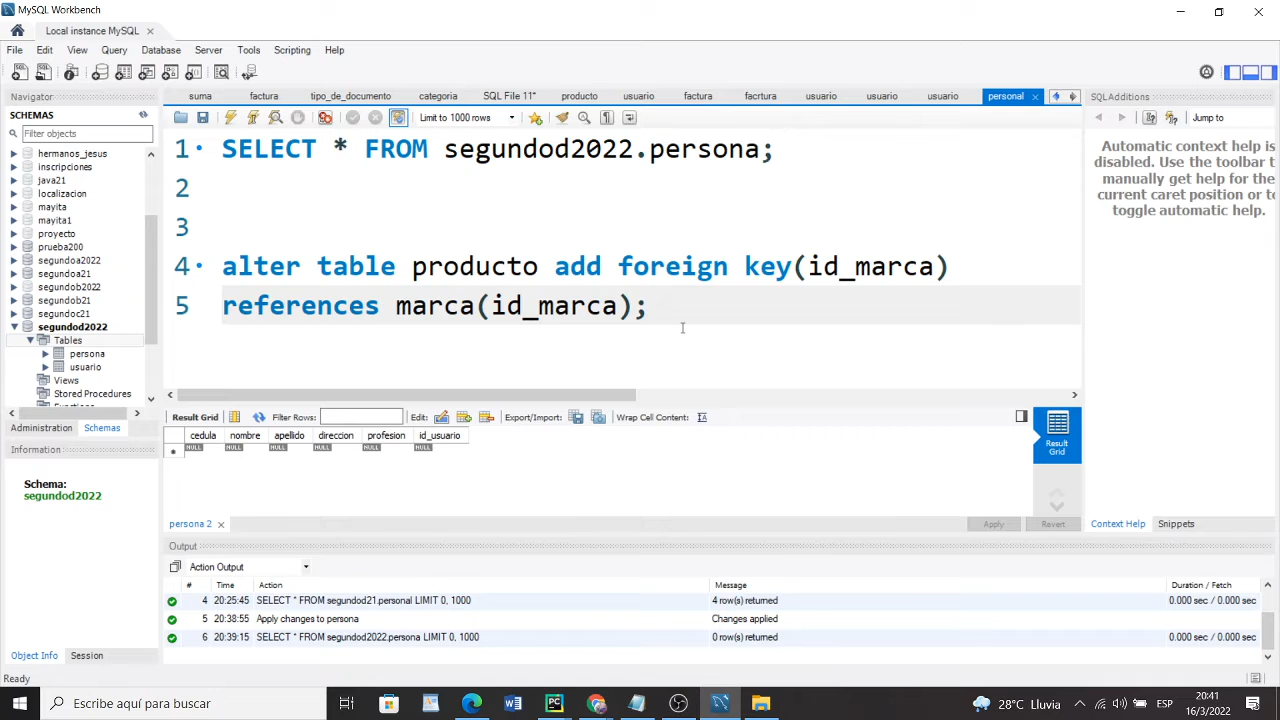 MySQL Workbench
Local instance MySQL
File Edit View Query Database Server Tools Scripting Help
Navigator
SCHEMAS
Filter objects
hermanos_jesus
inscripciones
java21
localizacion
mayita
mayita1
proyecto
prueba200
segundoa2022
segundoa21
segundob2022
segundob21
segundoc21
segundod2022
Tables
persona
usuario
Views
Stored Procedures
Administration Schemas
Information
Schema:
segundod2022
Object Info Session
Ready
suma factura tipo_de_documento categoria SQL File 11* producto usuario factura facrtura usuario usuario usuario personal
Limit to 1000 rows
1 SELECT * FROM segundod2022.persona;
2
3
4 alter table producto add foreign key(id_marca)
5 references marca(id_marca);
Result Grid Filter Rows: Edit: Export/Import: Wrap Cell Content:
cedula nombre apellido direccion profesion id_usuario
NULL NULL NULL NULL NULL NULL
Result
Grid
persona 2 Apply Revert
Output
Action Output
# Time Action Message Duration / Fetch
4 20:25:45 SELECT * FROM segundod21.personal LIMIT 0, 1000 4 row(s) returned 0.000 sec / 0.000 sec
5 20:38:55 Apply changes to persona Changes applied
6 20:39:15 SELECT * FROM segundod2022.persona LIMIT 0, 1000 0 row(s) returned 0.000 sec / 0.000 sec
SQLAdditions
Jump to
Automatic context help is
disabled. Use the toolbar t
manually get help for the
current caret position or to
toggle automatic help.
Context Help Snippets
Escribe aquí para buscar
28°C Lluvia
ESP
20:41
16/3/2022